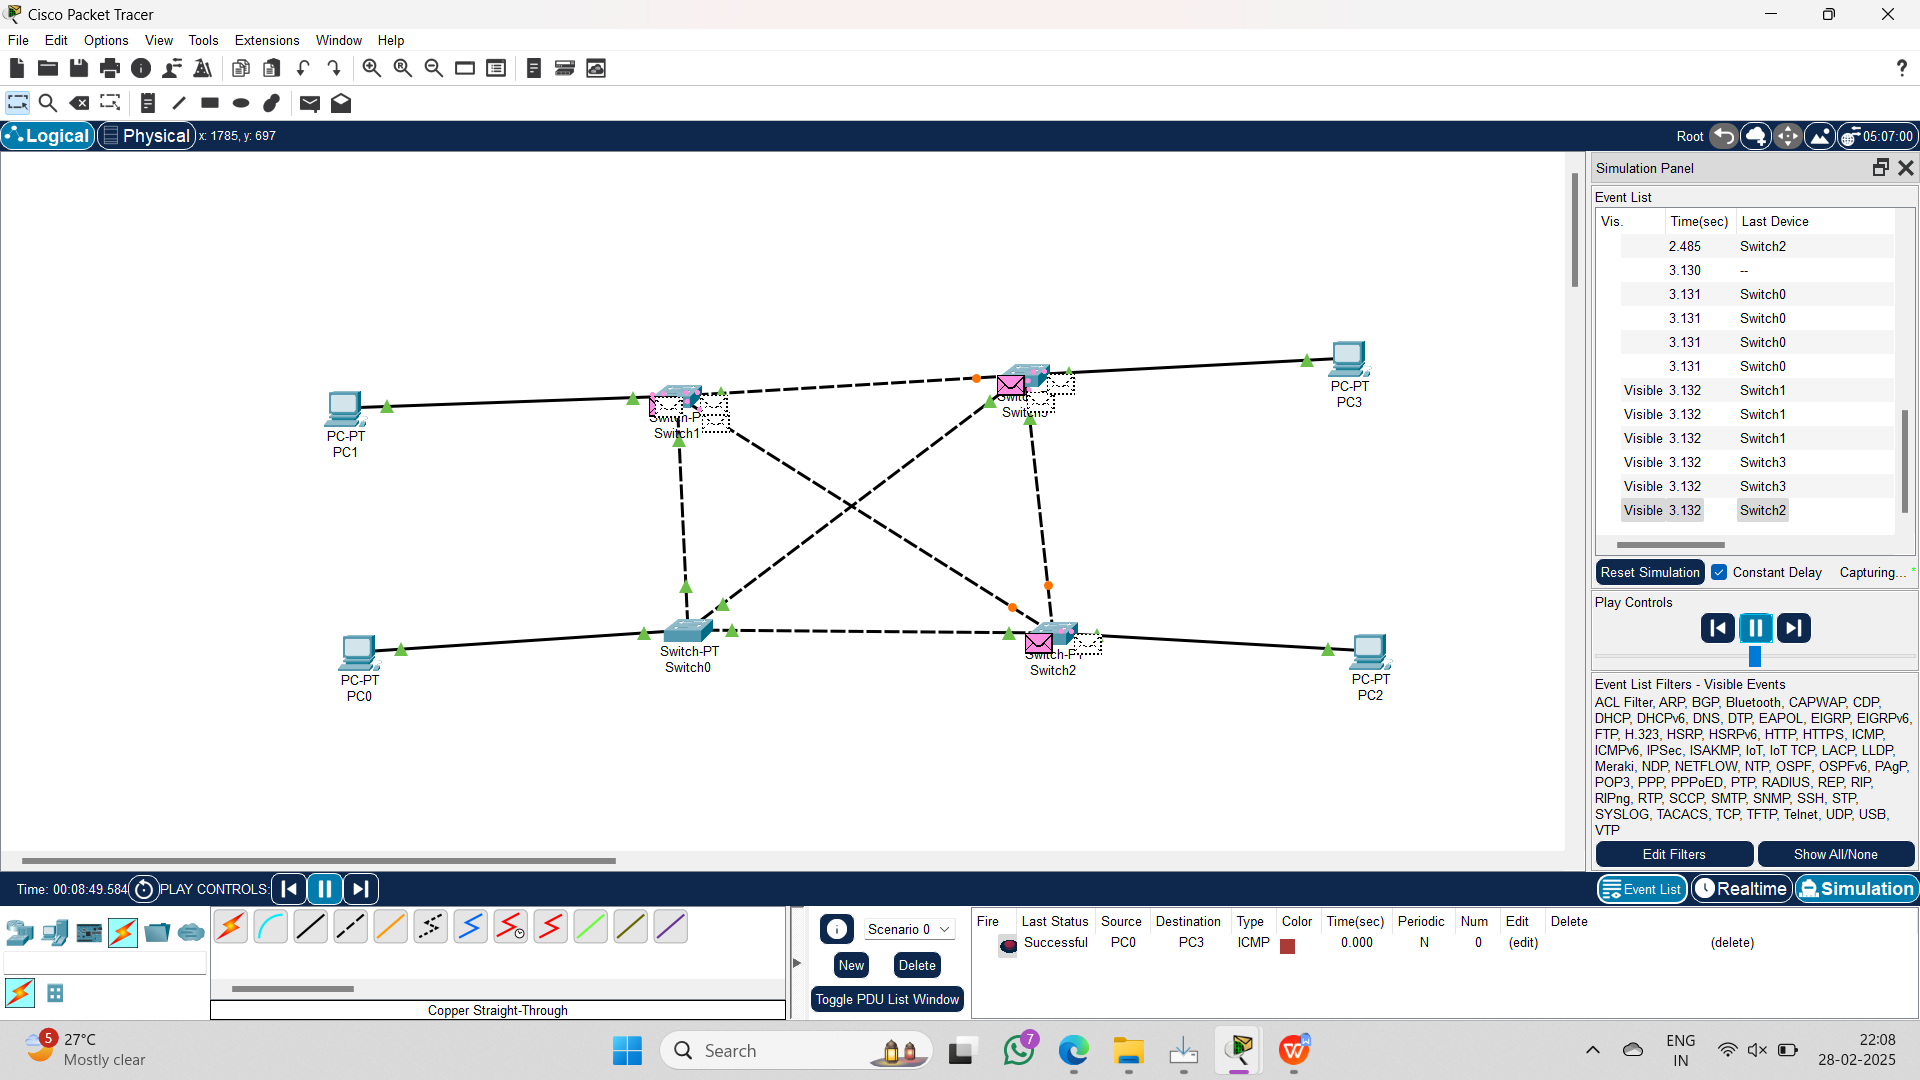 Cisco Packet Tracer
File Edit Options View Tools Extensions Window Help
?
Logical Physical x: 1785, y: 697 Root 05:07:00
Simulation Panel
Event List
Vis. Time(sec) Last Device
2.485 Switch2
3.130 --
3.131 Switch0
3.131 Switch0
3.131 Switch0
3.131 Switch0
Visible 3.132 Switch1
Visible 3.132 Switch1
Visible 3.132 Switch1
Visible 3.132 Switch3
Visible 3.132 Switch3
Visible 3.132 Switch2
Reset Simulation Constant Delay Capturing...
Play Controls
Event List Filters - Visible Events
ACL Filter, ARP, BGP, Bluetooth, CAPWAP, CDP,
DHCP, DHCPv6, DNS, DTP, EAPOL, EIGRP, EIGRPv6,
FTP, H.323, HSRP, HSRPv6, HTTP, HTTPS, ICMP,
ICMPv6, IPSec, ISAKMP, IoT, IoT TCP, LACP, LLDP,
Meraki, NDP, NETFLOW, NTP, OSPF, OSPFv6, PAgP,
POP3, PPP, PPPoED, PTP, RADIUS, REP, RIP,
RIPng, RTP, SCCP, SMTP, SNMP, SSH, STP,
SYSLOG, TACACS, TCP, TFTP, Telnet, UDP, USB,
VTP
Edit Filters Show All/None
PC-PT
PC3
PC-PT
PC1
Switch1
Switch-PT
Switch0
Switch2
PC-PT
PC0
PC-PT
PC2
Time: 00:08:49.584 PLAY CONTROLS: Event List Realtime Simulation
Scenario 0
New Delete
Toggle PDU List Window
Fire Last Status Source Destination Type Color Time(sec) Periodic Num Edit Delete
Successful PC0 PC3 ICMP 0.000 N 0 (edit) (delete)
Copper Straight-Through
5
27°C
Mostly clear
Search
7
ENG
IN
22:08
28-02-2025